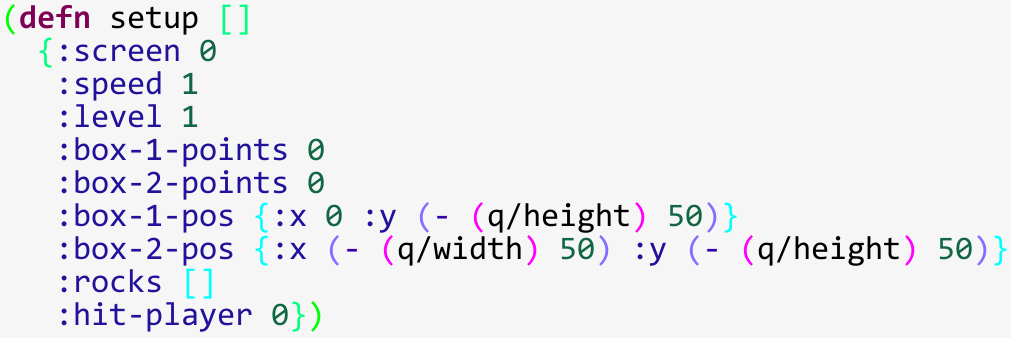 (defn setup []
  {:screen 0
   :speed 1
   :level 1
   :box-1-points 0
   :box-2-points 0
   :box-1-pos {:x 0 :y (- (q/height) 50)}
   :box-2-pos {:x (- (q/width) 50) :y (- (q/height) 50)}
   :rocks []
   :hit-player 0})